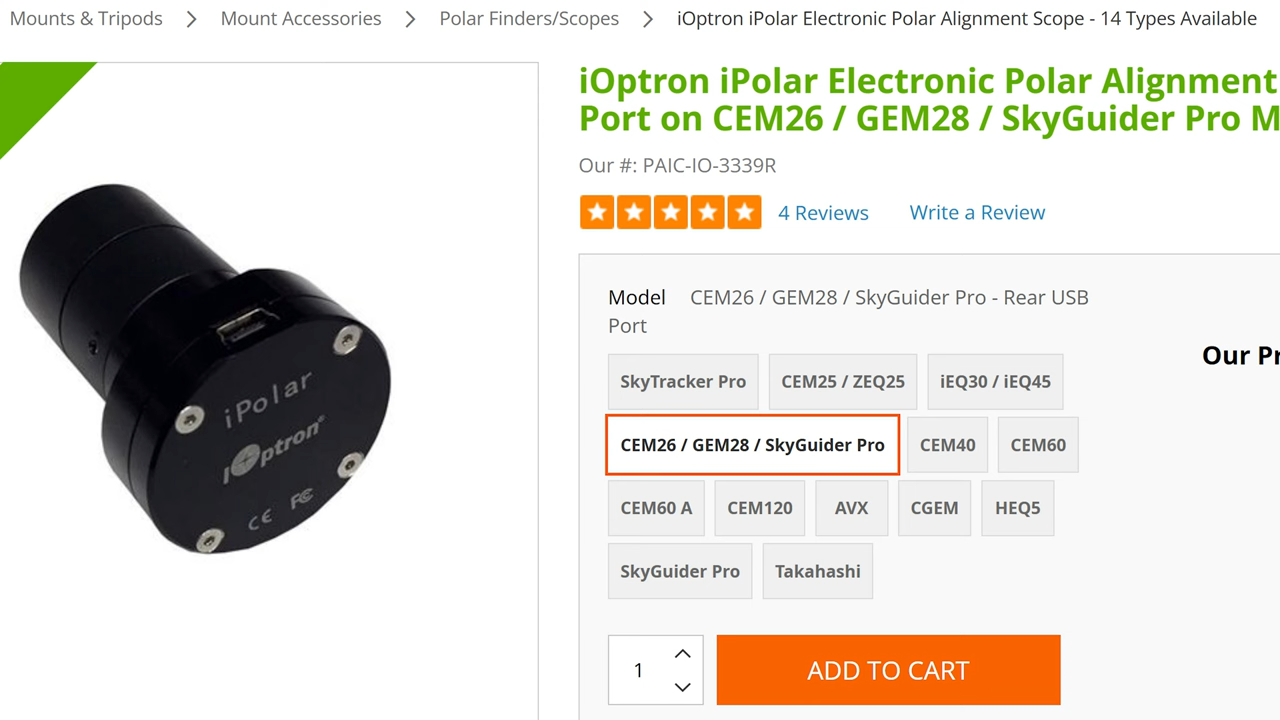 Mounts & Tripods > Mount Accessories > Polar Finders/Scopes > iOptron iPolar Electronic Polar Alignment Scope - 14 Types Available
iOptron iPolar Electronic Polar Alignment
Port on CEM26 / GEM28 / SkyGuider Pro M
Our #: PAIC-IO-3339R
4 Reviews Write a Review
Model CEM26 / GEM28 / SkyGuider Pro - Rear USB
Port
Our Pr
SkyTracker Pro CEM25 / ZEQ25 iEQ30 / iEQ45
CEM26 / GEM28 / SkyGuider Pro CEM40 CEM60
CEM60 A CEM120 AVX CGEM HEQ5
SkyGuider Pro Takahashi
1 ADD TO CART
iPolar
iOptron®
CE FC